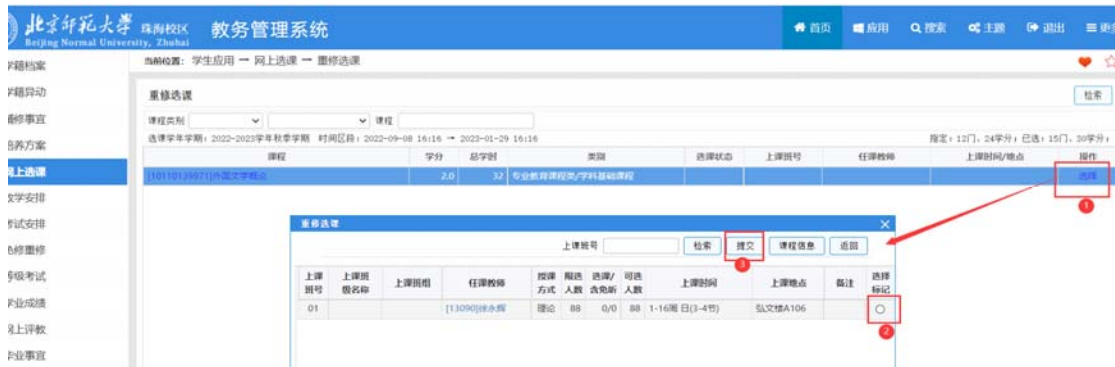 北京师范大学 珠海校区 教务管理系统
Beijing Normal University, Zhuhai
首页 应用 搜索 主题 退出
学籍档案
当前位置: 学生应用 → 网上选课 → 重修选课
学籍异动
重修选课 检索
课程类别 课程
选课学年学期: 2022-2023学年秋季学期 时间区段: 2022-09-08 16:16 → 2023-01-29 16:16 指定: 12门, 24学分; 已选: 15门, 30学分;
培养方案
课程 学分 总学时 类别 选课状态 上课班号 任课教师 上课时间/地点 操作
网上选课
[10110139971]外国文学概论 2.0 32 专业教育课程类/学科基础课程 选择
教学安排
1
考试安排
重修选课
上课班号 检索 提交 课程信息 返回
3
等级考试
上课班号 上课班级名称 上课班组 任课教师 授课方式 限选人数 选课/含免听 可选人数 上课时间 上课地点 备注 选择标记
学业成绩
01 [13090]徐永辉 理论 88 0/0 88 1-16周 日(3-4节) 弘文楼A106
网上评教
2
学业事宜